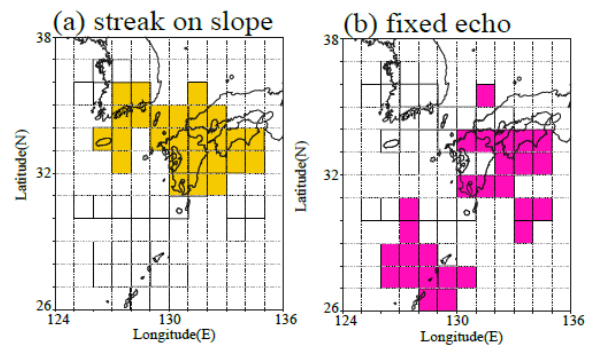 (a) streak on slope
(b) fixed echo
38
38
Latitude(N)
Latitude(N)
32
32
26
26
124
130
136
124
130
136
Longitude(E)
Longitude(E)